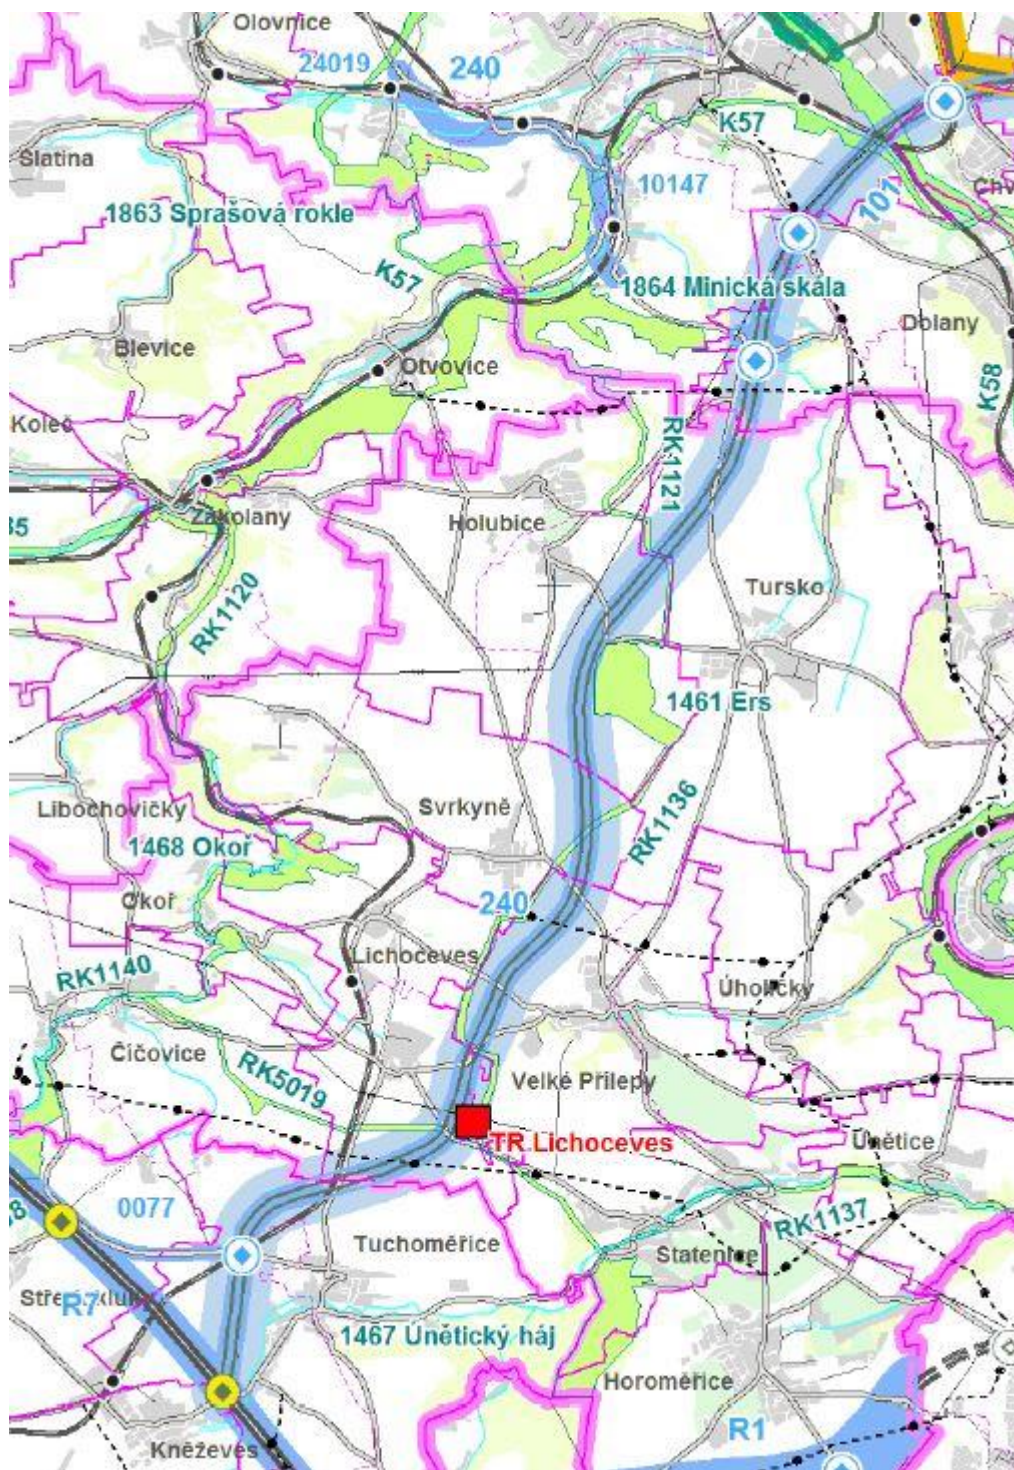 Olovnice
24019
240
K57
Slatina
10147
101
1863 Sprašová rokle
K57
1864 Minická skála
Dolany
Blevice
Otvovice
K58
Koleč
RK1121
Zákolany
Holubice
RK1120
Tursko
1461 Ers
Libochovičky
Svrkyně
RK1136
1468 Okoř
Okoř
240
Lichoceves
RK1140
Úholičky
Číčovice
RK5019
Velké Přílepy
TR Lichoceves
Únětice
0077
RK1137
Tuchoměřice
Statenice
R7
1467 Únětický háj
Horoměřice
R1
Kněževes